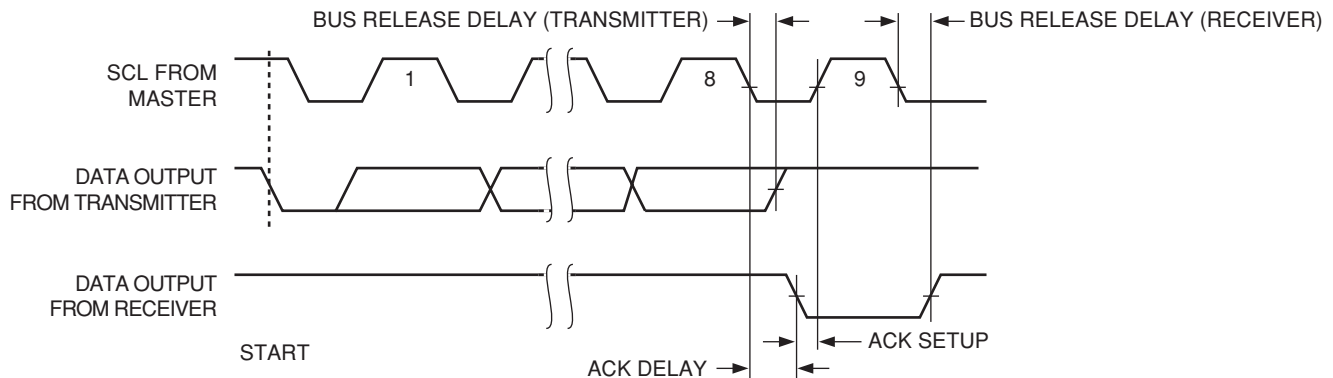 BUS RELEASE DELAY (TRANSMITTER)
BUS RELEASE DELAY (RECEIVER)
SCL FROM
MASTER
1
8
9
DATA OUTPUT
FROM TRANSMITTER
DATA OUTPUT
FROM RECEIVER
START
ACK SETUP
ACK DELAY